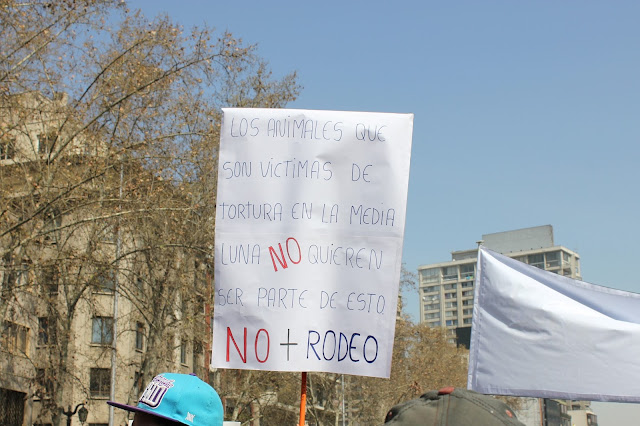 LOS ANIMALES QUE
SON VICTIMAS DE
TORTURA EN LA MEDIA
LUNA NO QUIEREN
SER PARTE DE ESTO
NO + RODEO